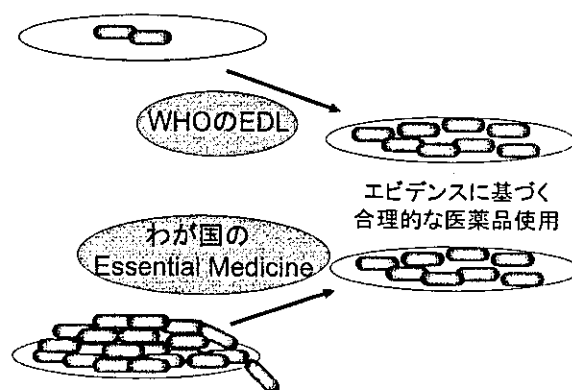 WHOのEDL
エビデンスに基づく
合理的な医薬品使用
わが国の
Essential Medicine